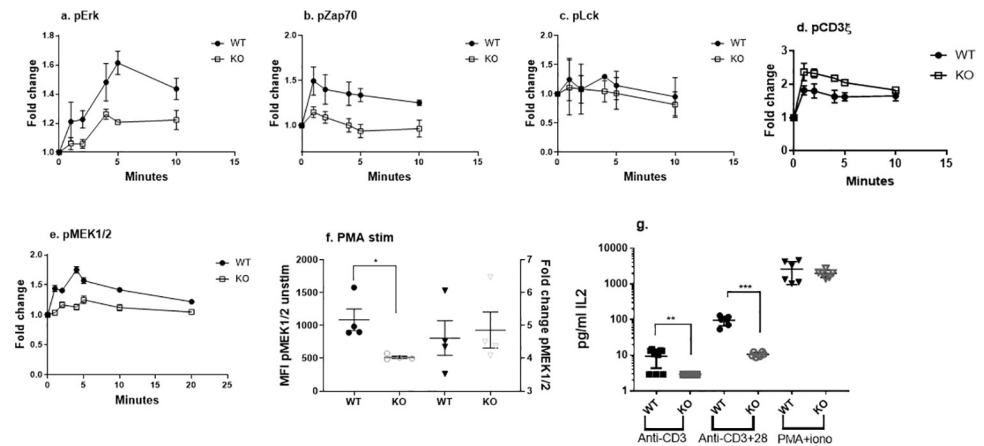 a. pErk
Fold change
1.8
1.6
1.4
1.2
1.0
0
5
10
15
Minutes
WT
KO
b. pZap70
Fold change
2.0
1.5
1.0
0
5
10
15
Minutes
WT
KO
c. pLck
Fold change
2.0
1.5
1.0
0.5
0.0
0
5
10
15
Minutes
WT
KO
d. pCD3ξ
Fold change
3
2
1
0
0
5
10
15
Minutes
WT
KO
e. pMEK1/2
Fold change
2.0
1.5
1.0
0.5
0
5
10
15
20
25
Minutes
WT
KO
f. PMA stim
MFI pMEK1/2 unstim
2000
1500
1000
500
0
*
7
6
5
4
3
Fold change pMEK1/2
WT
KO
WT
KO
g.
pg/ml IL2
10000
1000
100
10
1
**
***
WT
KO
WT
KO
WT
KO
Anti-CD3
Anti-CD3+28
PMA+iono